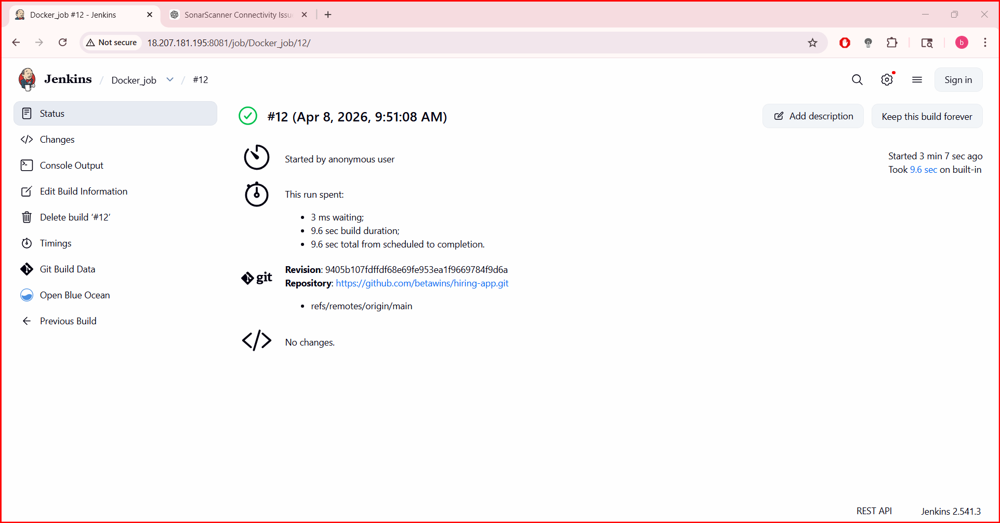 Docker_job #12 - Jenkins
SonarScanner Connectivity Issu
Not secure
18.207.181.195:8081/job/Docker_job/12/
b
Jenkins / Docker_job / #12
Sign in
Status
Changes
Console Output
Edit Build Information
Delete build ‘#12’
Timings
Git Build Data
Open Blue Ocean
Previous Build
#12 (Apr 8, 2026, 9:51:08 AM)
Add description
Keep this build forever
Started by anonymous user
Started 3 min 7 sec ago
Took 9.6 sec on built-in
This run spent:
• 3 ms waiting;
• 9.6 sec build duration;
• 9.6 sec total from scheduled to completion.
git
Revision: 9405b107fdffdf68e69fe953ea1f9669784f9d6a
Repository: https://github.com/betawins/hiring-app.git
• refs/remotes/origin/main
No changes.
REST API
Jenkins 2.541.3